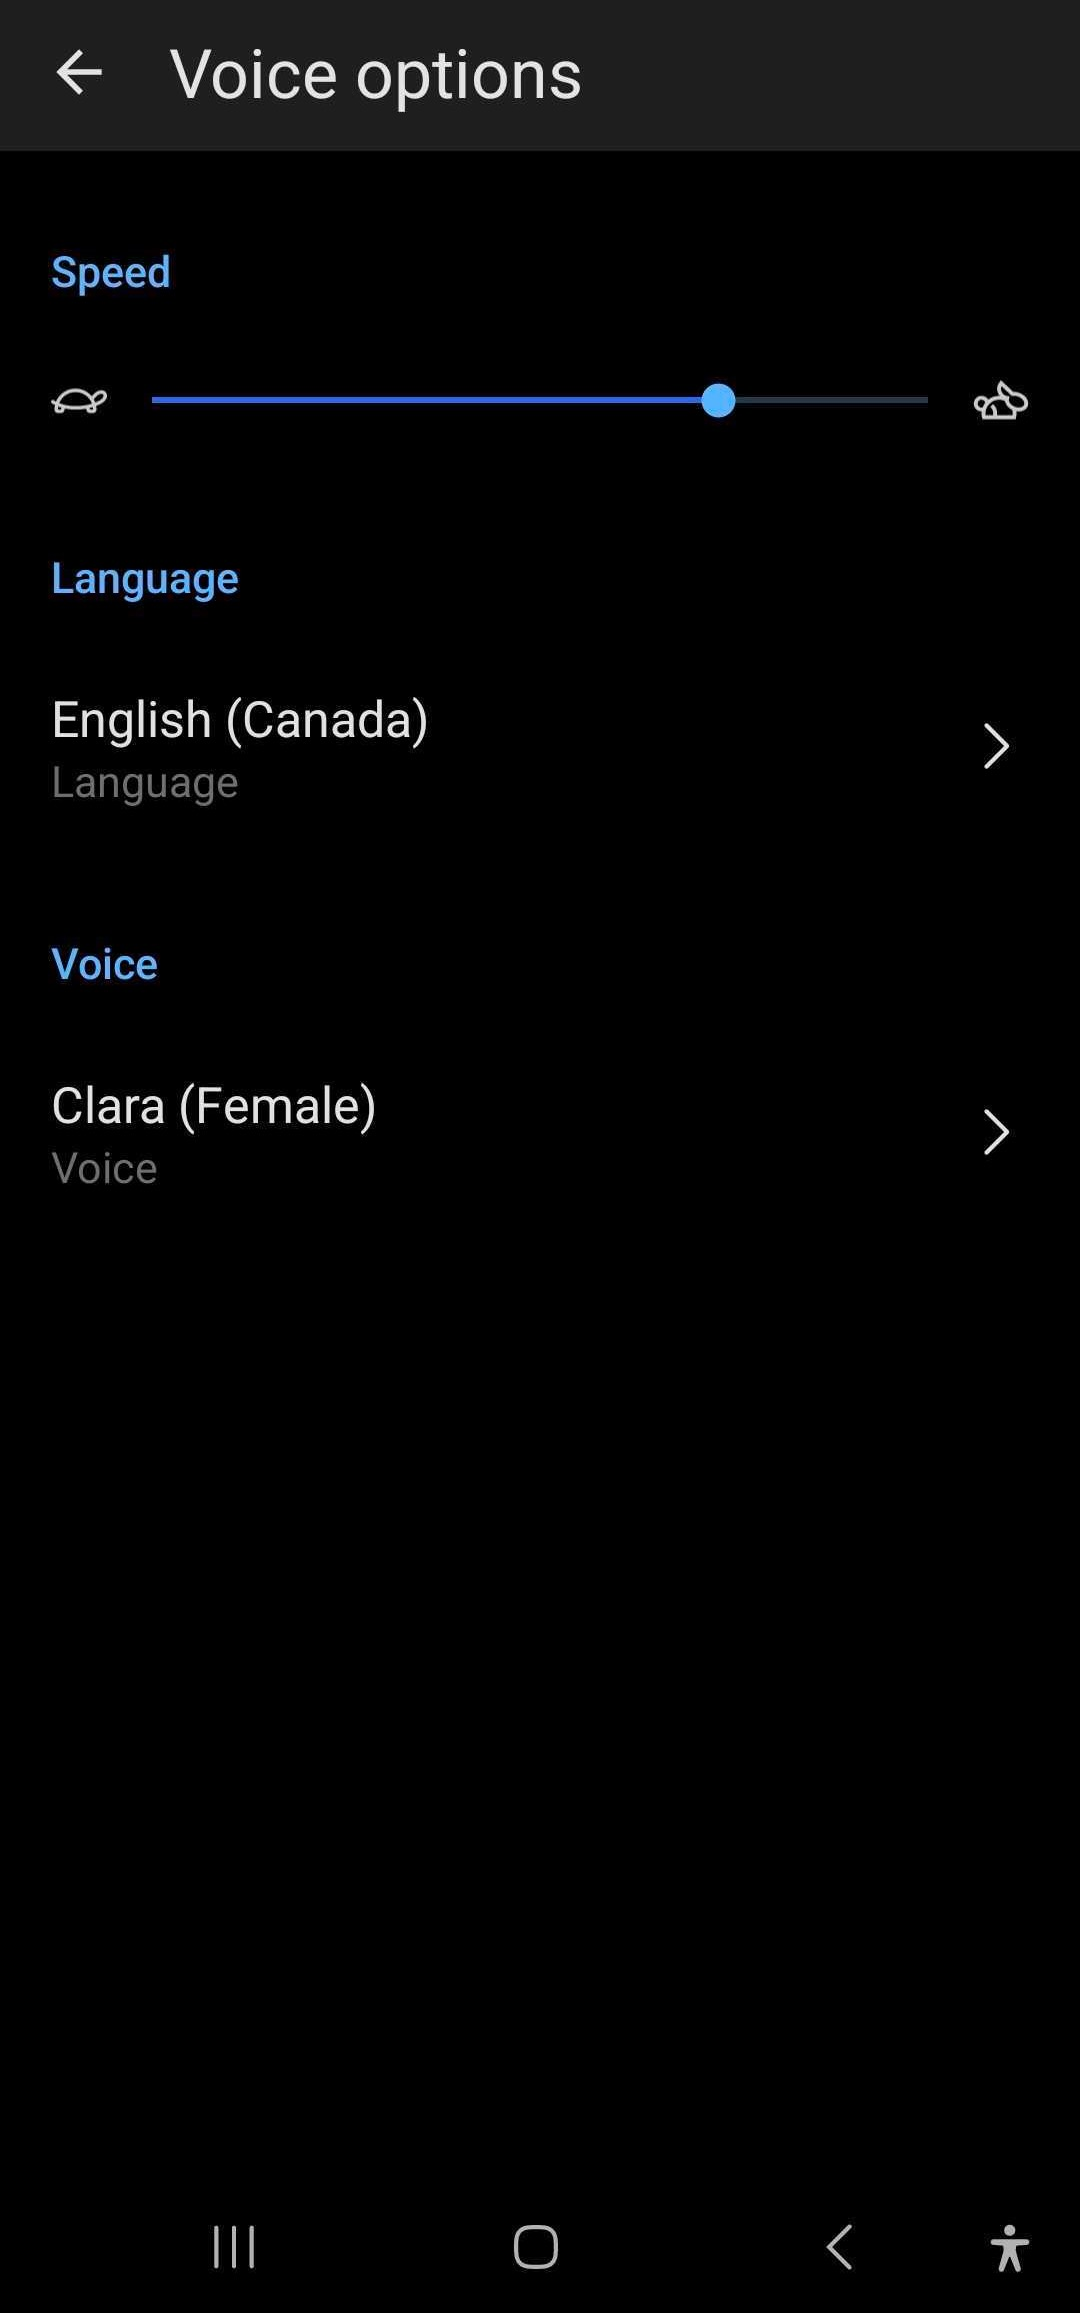 Voice options
Speed
Language
English (Canada)
Language
Voice
Clara (Female)
Voice